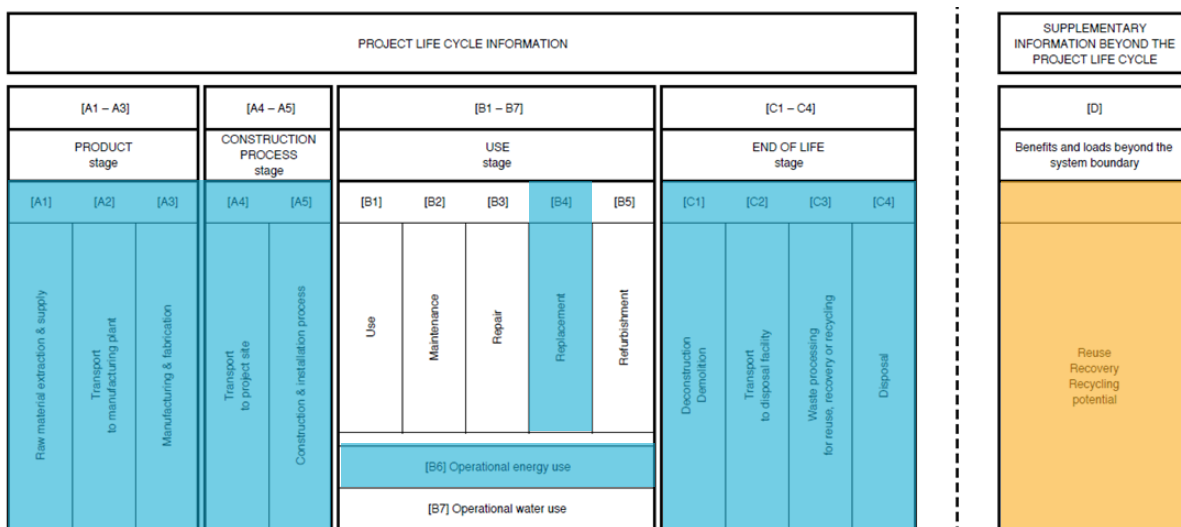 PROJECT LIFE CYCLE INFORMATION
SUPPLEMENTARY
INFORMATION BEYOND THE
PROJECT LIFE CYCLE
[A1 – A3]
[A4 – A5]
[B1 – B7]
[C1 – C4]
[D]
PRODUCT
stage
CONSTRUCTION
PROCESS
stage
USE
stage
END OF LIFE
stage
Benefits and loads beyond the
system boundary
[A1]
[A2]
[A3]
[A4]
[A5]
[B1]
[B2]
[B3]
[B4]
[B5]
[C1]
[C2]
[C3]
[C4]
Raw material extraction & supply
Transport
to manufacturing plant
Manufacturing & fabrication
Transport
to project site
Construction & installation process
Use
Maintenance
Repair
Replacement
Refurbishment
Deconstruction
Demolition
Transport
to disposal facility
Waste processing
for reuse, recovery or recycling
Disposal
Reuse
Recovery
Recycling
potential
[B6] Operational energy use
[B7] Operational water use